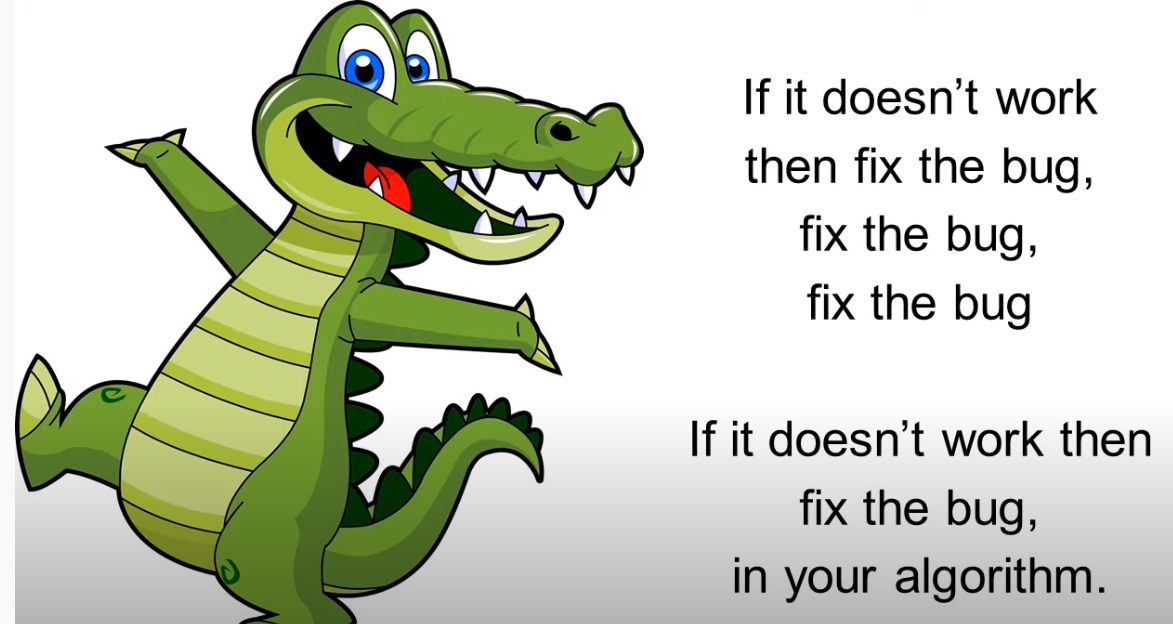 If it doesn’t work
then fix the bug,
fix the bug,
fix the bug
If it doesn’t work then
fix the bug,
in your algorithm.